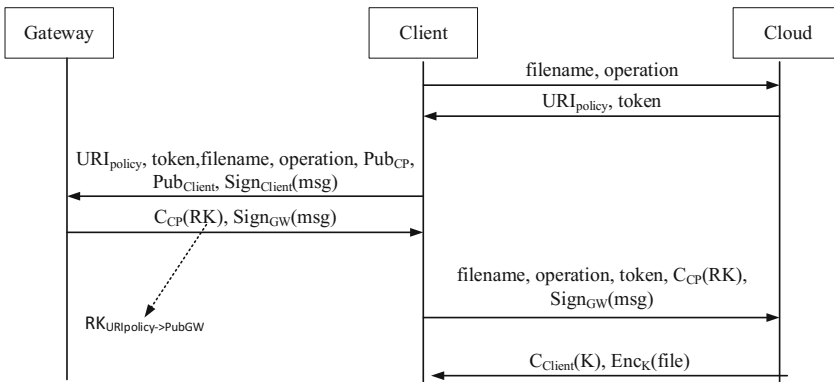 Gateway
Client
Cloud
filename, operation
URIpolicy, token
URIpolicy, token,filename, operation, PubCP,
PubClient, SignClient(msg)
CCP(RK), SignGW(msg)
filename, operation, token, CCP(RK),
SignGW(msg)
RKURIpolicy->PubGW
CClient(K), EncK(file)